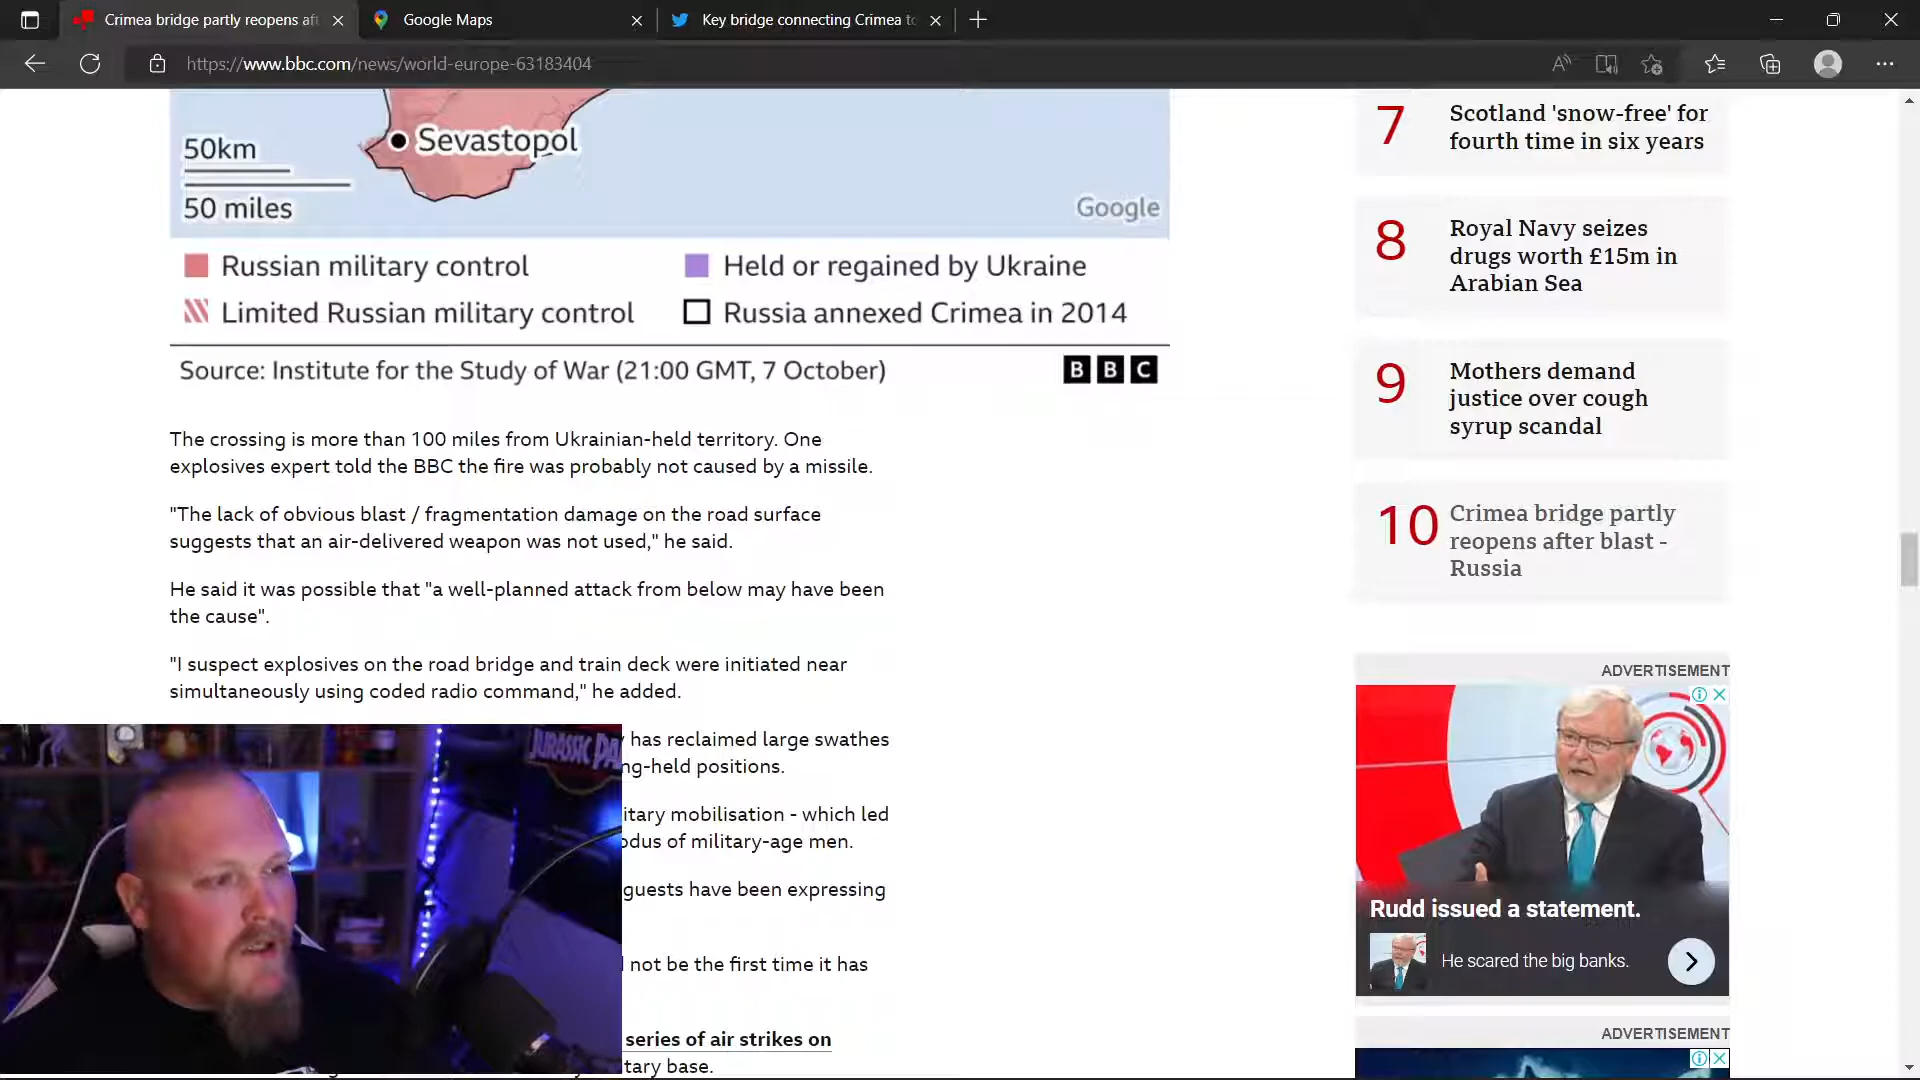 Crimea bridge partly reopens aft
Google Maps
Key bridge connecting Crimea to
https://www.bbc.com/news/world-europe-63183404
Sevastopol
50km
50 miles
Google
Russian military control
Held or regained by Ukraine
Limited Russian military control
Russia annexed Crimea in 2014
Source: Institute for the Study of War (21:00 GMT, 7 October)
BBC
The crossing is more than 100 miles from Ukrainian-held territory. One
explosives expert told the BBC the fire was probably not caused by a missile.
"The lack of obvious blast / fragmentation damage on the road surface
suggests that an air-delivered weapon was not used," he said.
He said it was possible that "a well-planned attack from below may have been
the cause".
"I suspect explosives on the road bridge and train deck were initiated near
simultaneously using coded radio command," he added.
has reclaimed large swathes
ng-held positions.
itary mobilisation - which led
odus of military-age men.
guests have been expressing
not be the first time it has
series of air strikes on
tary base.
JURASSIC PA
7
Scotland 'snow-free' for
fourth time in six years
8
Royal Navy seizes
drugs worth £15m in
Arabian Sea
9
Mothers demand
justice over cough
syrup scandal
10
Crimea bridge partly
reopens after blast -
Russia
ADVERTISEMENT
Rudd issued a statement.
He scared the big banks.
ADVERTISEMENT